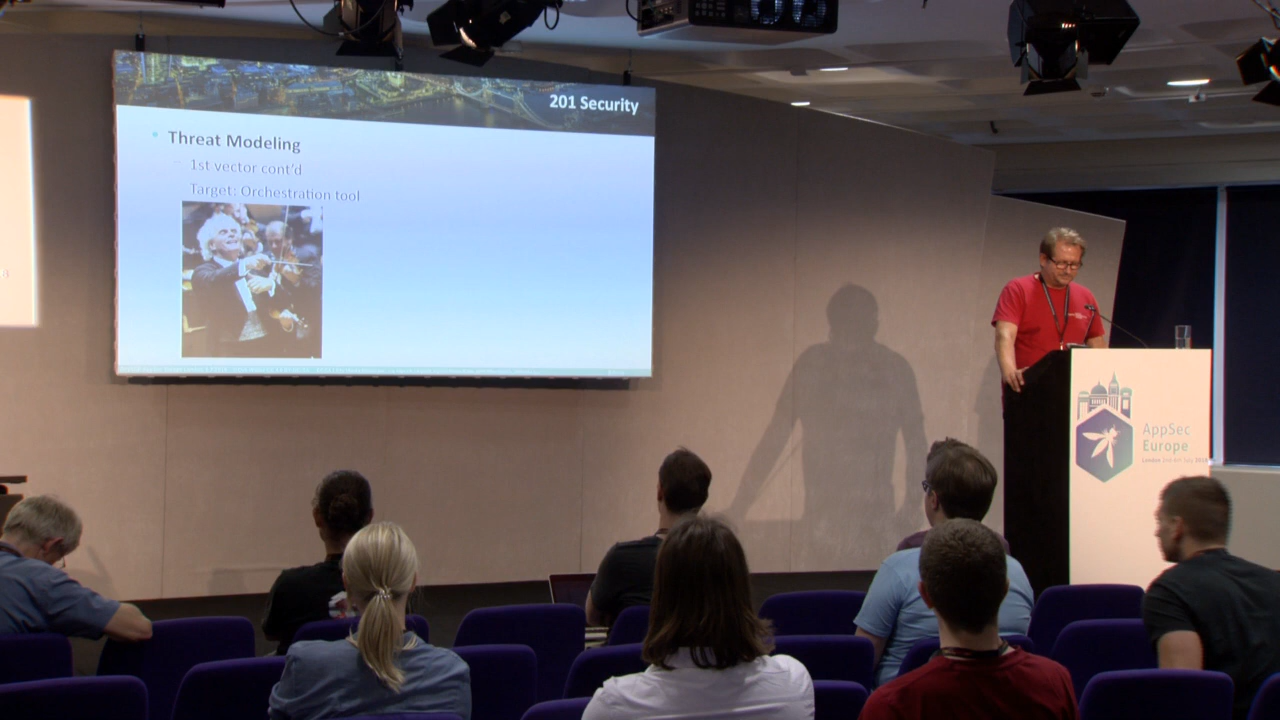 201 Security
Threat Modeling
1st vector cont'd
Target: Orchestration tool
AppSec
Europe